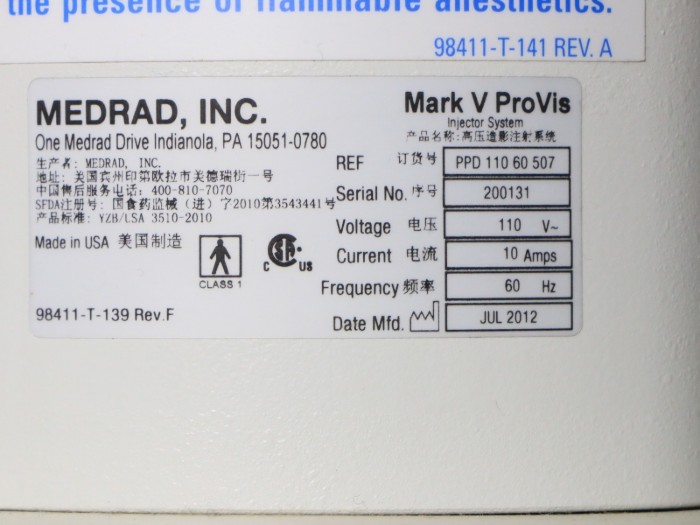 the presence of flammable anesthetics.
98411-T-141 REV. A
MEDRAD, INC.
One Medrad Drive Indianola, PA 15051-0780
生产者: MEDRAD, INC.
地址: 美国宾州印第欧拉市美德瑞街一号
中国售后服务电话: 400-810-7070
SFDA注册号: 国食药监械(进)字2010第3543441号
产品标准: YZB/LSA 3510-2010
Made in USA 美国制造
CLASS 1
C SA US
98411-T-139 Rev.F
Mark V ProVis
Injector System
产品名称:高压造影注射系统
REF 订货号 PPD 110 60 507
Serial No. 序号 200131
Voltage 电压 110 V~
Current 电流 10 Amps
Frequency 频率 60 Hz
Date Mfd. JUL 2012